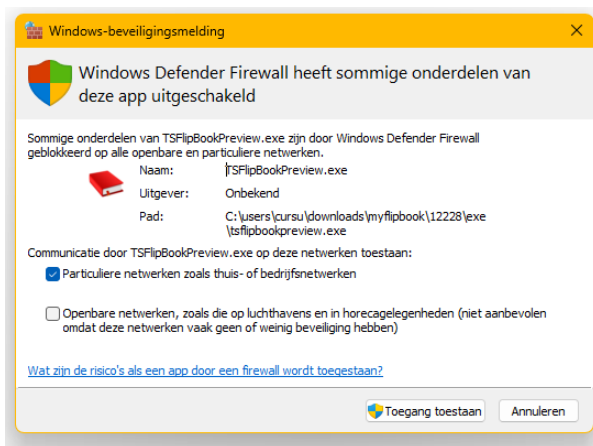 Windows-beveiligingsmelding
Windows Defender Firewall heeft sommige onderdelen van
deze app uitgeschakeld
Sommige onderdelen van TSFlipBookPreview.exe zijn door Windows Defender Firewall
geblokkeerd op alle openbare en particuliere netwerken.
Naam: TSFlipBookPreview.exe
Uitgever: Onbekend
Pad: C:\users\cursu\downloads\myflipbook\12228\exe
\tsflipbookpreview.exe
Communicatie door TSFlipBookPreview.exe op deze netwerken toestaan:
Particuliere netwerken zoals thuis- of bedrijfsnetwerken
Openbare netwerken, zoals die op luchthavens en in horecagelegenheden (niet aanbevolen
omdat deze netwerken vaak geen of weinig beveiliging hebben)
Wat zijn de risico's als een app door een firewall wordt toegestaan?
Toegang toestaan Annuleren